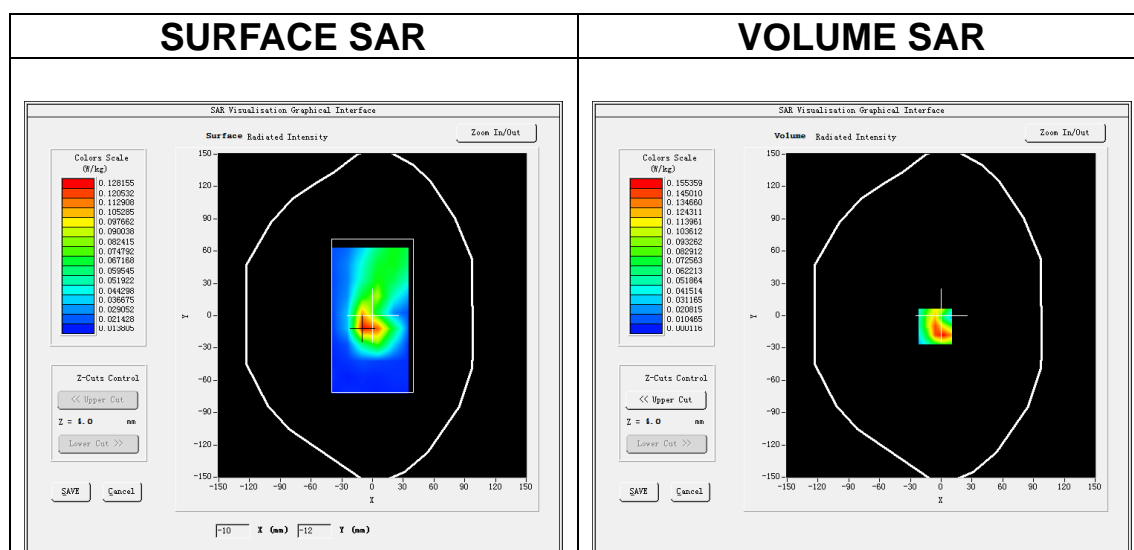 SURFACE SAR
VOLUME SAR
SAR Visualisation Graphical Interface
Surface Radiated Intensity
Zoom In/Out
Colors Scale
(W/kg)
0.128155
0.120532
0.112908
0.105285
0.097662
0.090038
0.082415
0.074792
0.067168
0.059545
0.051922
0.044298
0.036675
0.029052
0.021428
0.013805
150
120
90
60
30
0
-30
-60
-90
-120
-150
Y
-150 -120 -90 -60 -30 0 30 60 90 120 150
X
Z-Cuts Control
<< Upper Cut
Z = 4.0 mm
Lower Cut >>
SAVE Cancel
-10 X (mm) -12 Y (mm)
SAR Visualisation Graphical Interface
Volume Radiated Intensity
Zoom In/Out
Colors Scale
(W/kg)
0.155359
0.145010
0.134660
0.124311
0.113961
0.103612
0.093262
0.082912
0.072563
0.062213
0.051864
0.041514
0.031165
0.020815
0.010465
0.000116
150
120
90
60
30
0
-30
-60
-90
-120
-150
Y
-150 -120 -90 -60 -30 0 30 60 90 120 150
X
Z-Cuts Control
<< Upper Cut
Z = 4.0 mm
Lower Cut >>
SAVE Cancel